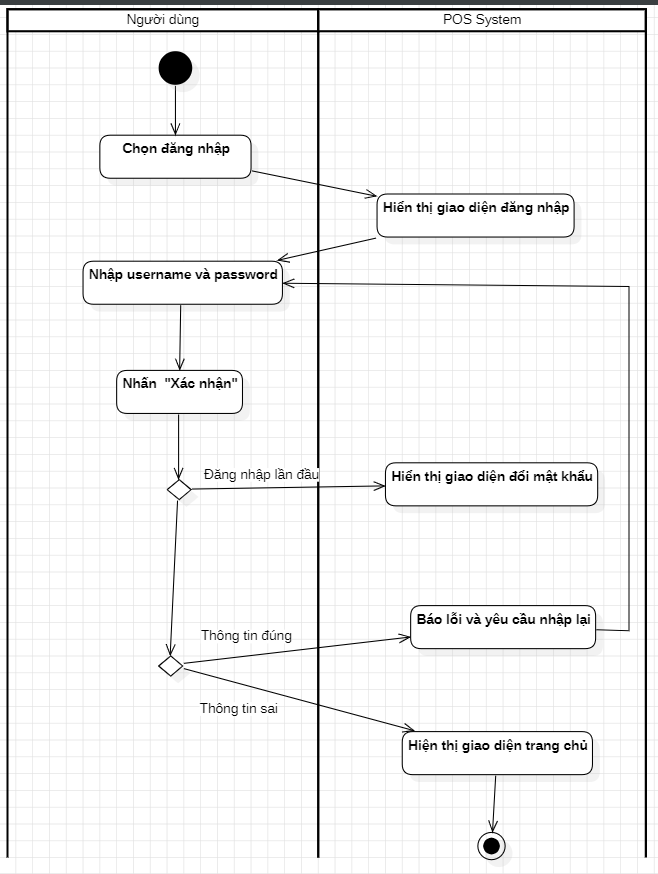 Người dùng
POS System
Chọn đăng nhập
Hiển thị giao diện đăng nhập
Nhập username và password
Nhấn "Xác nhận"
Đăng nhập lần đầu
Hiển thị giao diện đổi mật khẩu
Báo lỗi và yêu cầu nhập lại
Thông tin đúng
Thông tin sai
Hiện thị giao diện trang chủ